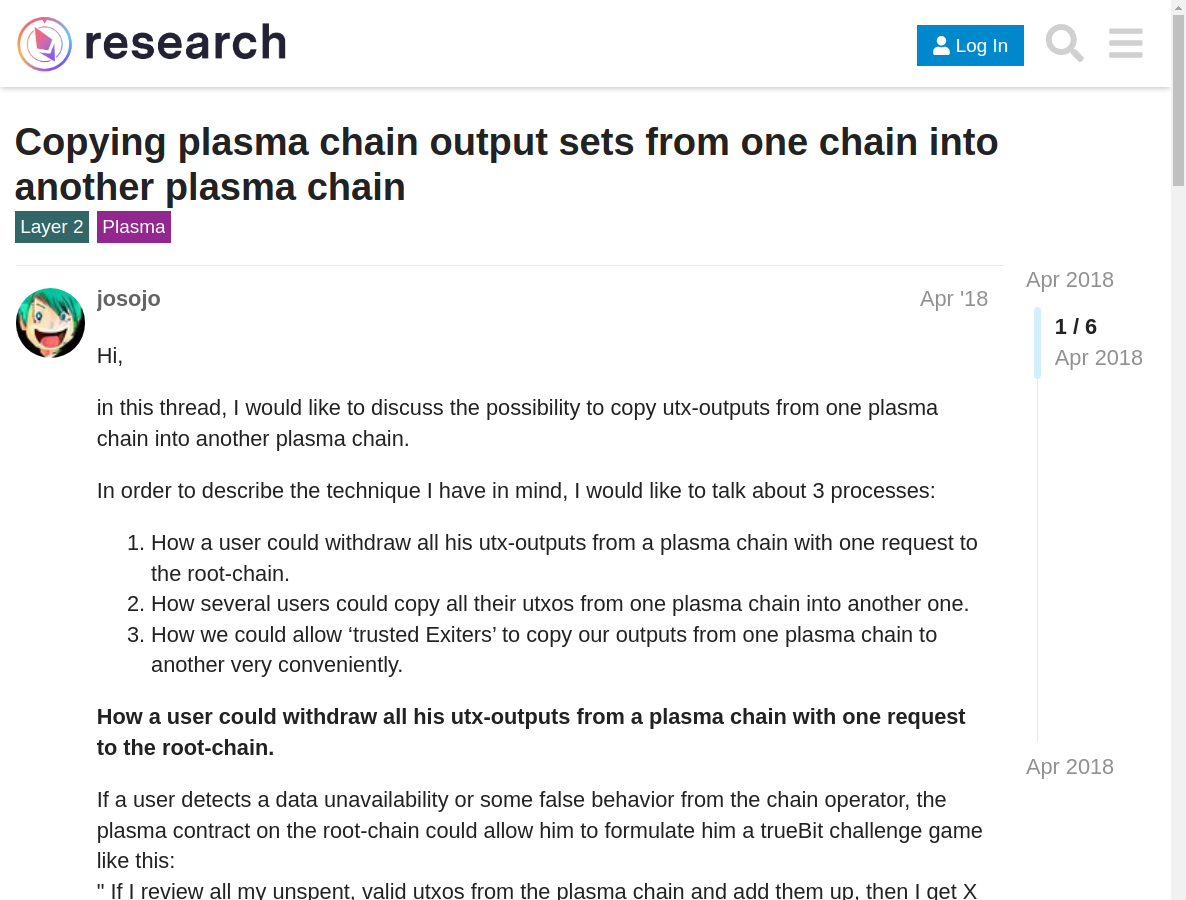 research
Log In
Copying plasma chain output sets from one chain into
another plasma chain
Layer 2 Plasma
Apr 2018
josojo Apr '18
1 / 6
Apr 2018
Hi,
in this thread, I would like to discuss the possibility to copy utx-outputs from one plasma
chain into another plasma chain.
In order to describe the technique I have in mind, I would like to talk about 3 processes:
1. How a user could withdraw all his utx-outputs from a plasma chain with one request to
the root-chain.
2. How several users could copy all their utxos from one plasma chain into another one.
3. How we could allow ‘trusted Exiters’ to copy our outputs from one plasma chain to
another very conveniently.
How a user could withdraw all his utx-outputs from a plasma chain with one request
to the root-chain.
Apr 2018
If a user detects a data unavailability or some false behavior from the chain operator, the
plasma contract on the root-chain could allow him to formulate him a trueBit challenge game
like this:
" If I review all my unspent, valid utxos from the plasma chain and add them up, then I get X